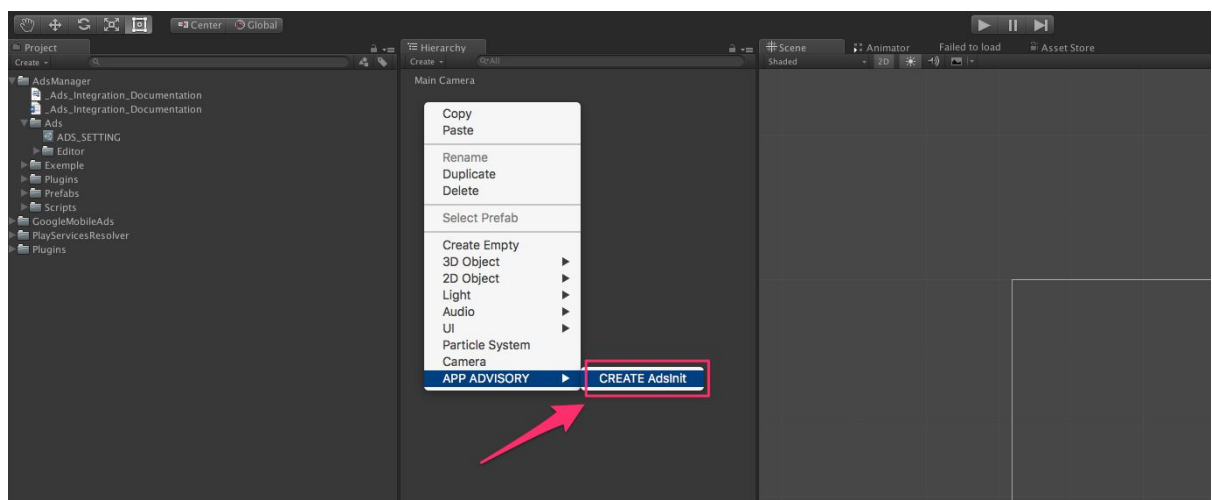 Center Global
Project
Create
AdsManager
_Ads_Integration_Documentation
_Ads_Integration_Documentation
Ads
ADS_SETTING
Editor
Exemple
Plugins
Prefabs
Scripts
GoogleMobileAds
PlayServicesResolver
Plugins
Hierarchy
Create All
Main Camera
Copy
Paste
Rename
Duplicate
Delete
Select Prefab
Create Empty
3D Object
2D Object
Light
Audio
UI
Particle System
Camera
APP ADVISORY CREATE AdsInit
Scene Animator Failed to load Asset Store
Shaded 2D